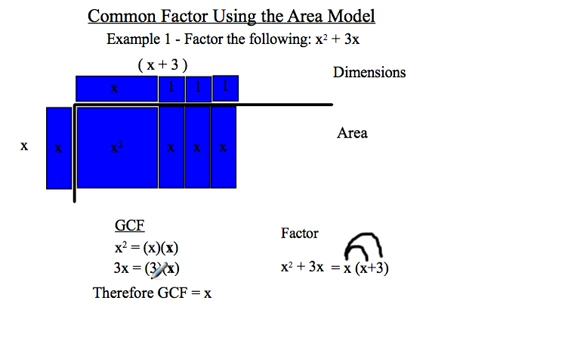 Common Factor Using the Area Model
Example 1 - Factor the following: x² + 3x
( x + 3 )
Dimensions
x 1 1 1
Area
x x x² x x x
GCF
x² = (x)(x)
3x = (3)(x)
Therefore GCF = x
Factor
x² + 3x = x (x+3)